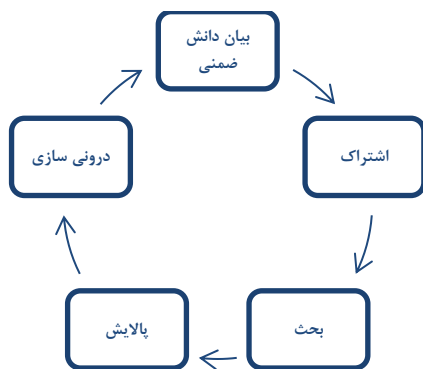 بیان دانش
ضمنی
اشتراک
بحث
پالایش
درونی سازی